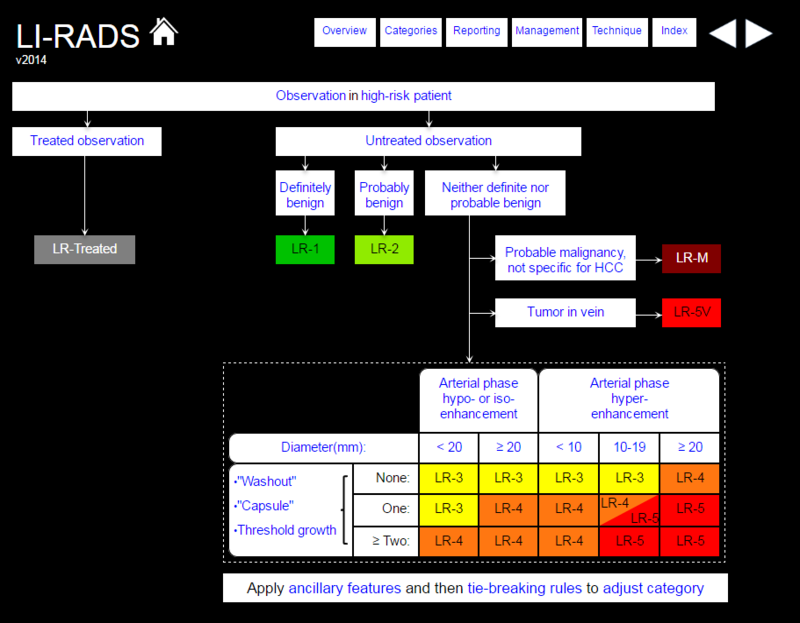 LI-RADS
v2014
Overview
Categories
Reporting
Management
Technique
Index
Observation in high-risk patient
Treated observation
Untreated observation
Definitely
benign
Probably
benign
Neither definite nor
probable benign
LR-Treated
LR-1
LR-2
Probable malignancy,
not specific for HCC
LR-M
Tumor in vein
LR-5V
Arterial phase
hypo- or iso-
enhancement
Arterial phase
hyper-
enhancement
Diameter(mm): < 20 ≥ 20 < 10 10-19 ≥ 20
•"Washout"
•"Capsule"
•Threshold growth
None: LR-3 LR-3 LR-3 LR-3 LR-4
One: LR-3 LR-4 LR-4 LR-4 LR-5 LR-5
≥ Two: LR-4 LR-4 LR-4 LR-5 LR-5
Apply ancillary features and then tie-breaking rules to adjust category